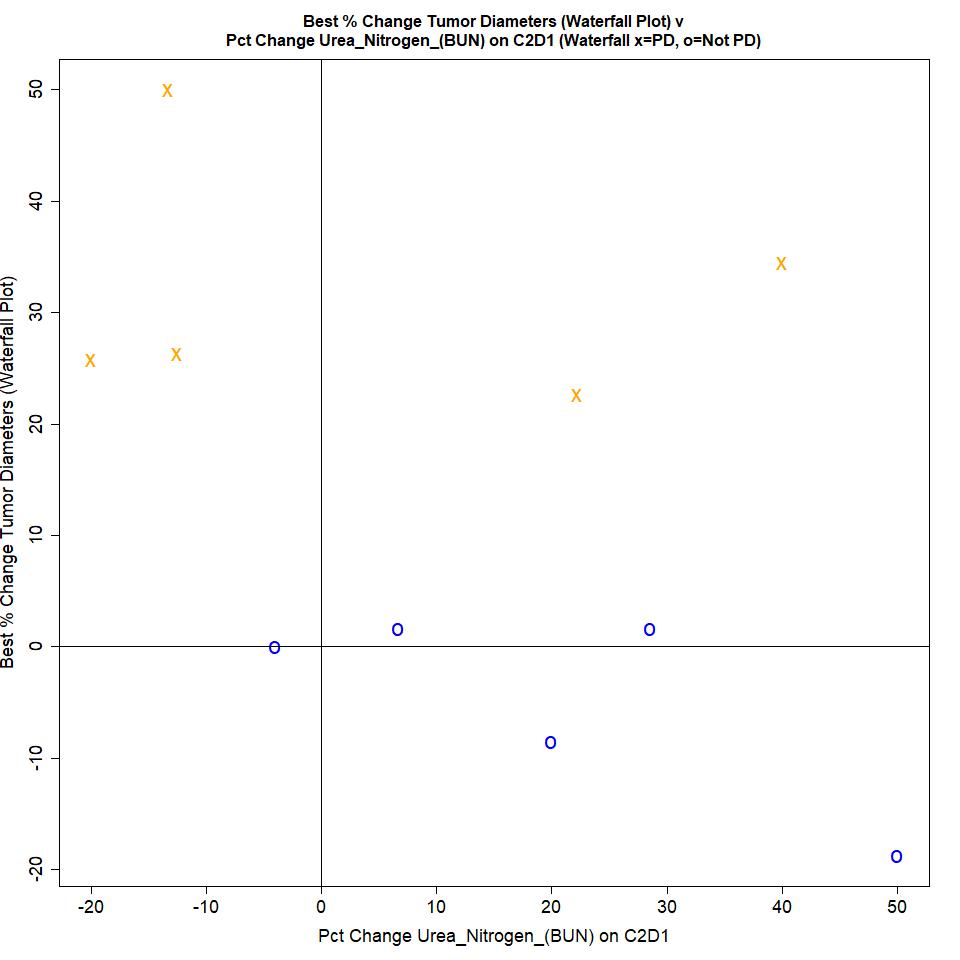 Best % Change Tumor Diameters (Waterfall Plot) v
Pct Change Urea_Nitrogen_(BUN) on C2D1 (Waterfall x=PD, o=Not PD)
Best % Change Tumor Diameters (Waterfall Plot)
50
40
30
20
10
0
-10
-20
X
X
X
X
X
O
O
O
O
O
-20 -10 0 10 20 30 40 50
Pct Change Urea_Nitrogen_(BUN) on C2D1